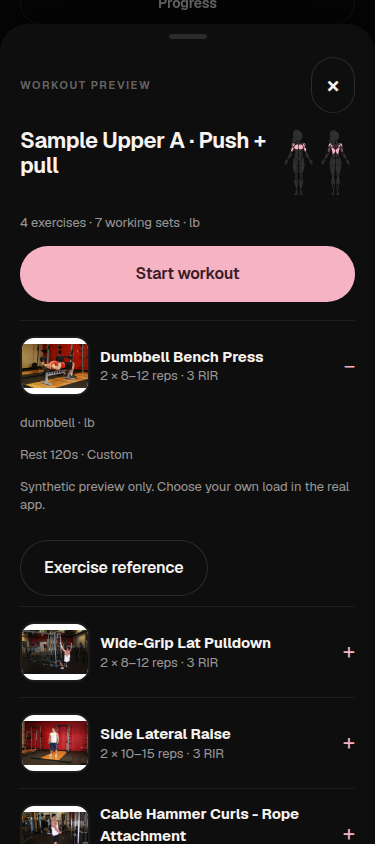 Progress
WORKOUT PREVIEW
×
Sample Upper A · Push +
pull
4 exercises · 7 working sets · lb
Start workout
Dumbbell Bench Press
2 × 8–12 reps · 3 RIR
−
dumbbell · lb
Rest 120s · Custom
Synthetic preview only. Choose your own load in the real
app.
Exercise reference
Wide-Grip Lat Pulldown
2 × 8–12 reps · 3 RIR
+
Side Lateral Raise
2 × 10–15 reps · 3 RIR
+
Cable Hammer Curls - Rope
Attachment
+